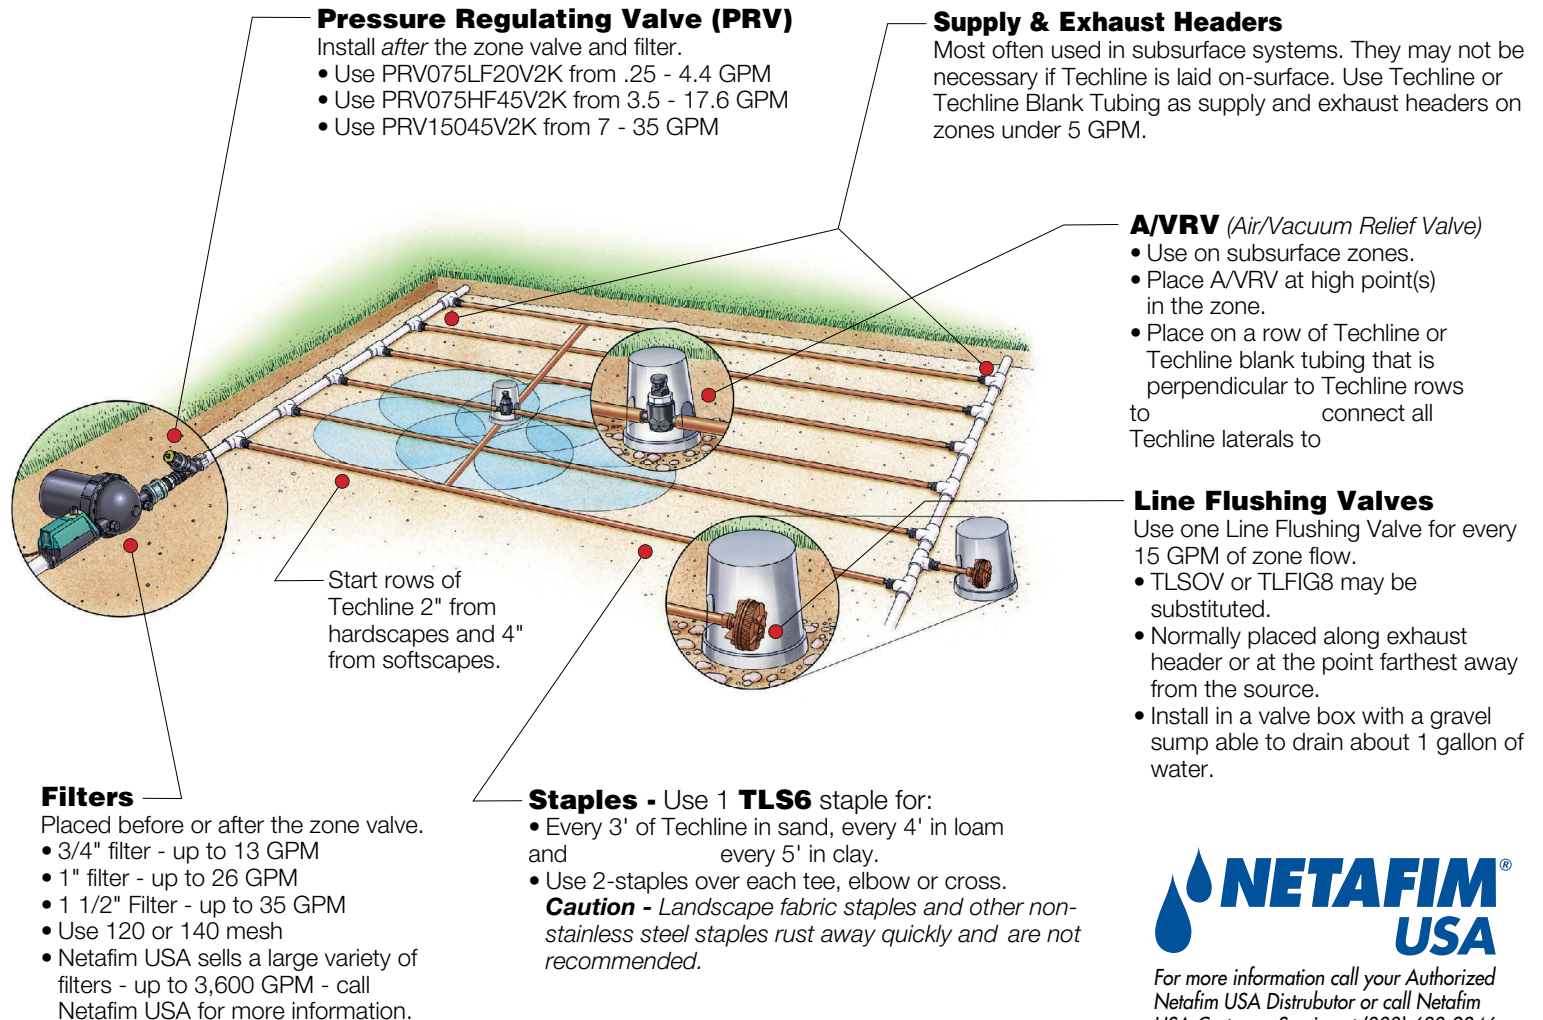 Pressure Regulating Valve (PRV)
Install after the zone valve and filter.
• Use PRV075LF20V2K from .25 - 4.4 GPM
• Use PRV075HF45V2K from 3.5 - 17.6 GPM
• Use PRV15045V2K from 7 - 35 GPM
Supply & Exhaust Headers
Most often used in subsurface systems. They may not be
necessary if Techline is laid on-surface. Use Techline or
Techline Blank Tubing as supply and exhaust headers on
zones under 5 GPM.
A/VRV (Air/Vacuum Relief Valve)
• Use on subsurface zones.
• Place A/VRV at high point(s)
in the zone.
• Place on a row of Techline or
Techline blank tubing that is
perpendicular to Techline rows
to connect all
Techline laterals to
Line Flushing Valves
Use one Line Flushing Valve for every
15 GPM of zone flow.
• TLSOV or TLFIG8 may be
substituted.
• Normally placed along exhaust
header or at the point farthest away
from the source.
• Install in a valve box with a gravel
sump able to drain about 1 gallon of
water.
Start rows of
Techline 2" from
hardscapes and 4"
from softscapes.
Filters
Placed before or after the zone valve.
• 3/4" filter - up to 13 GPM
• 1" filter - up to 26 GPM
• 1 1/2" Filter - up to 35 GPM
• Use 120 or 140 mesh
• Netafim USA sells a large variety of
filters - up to 3,600 GPM - call
Netafim USA for more information.
Staples - Use 1 TLS6 staple for:
• Every 3' of Techline in sand, every 4' in loam
and every 5' in clay.
• Use 2-staples over each tee, elbow or cross.
Caution - Landscape fabric staples and other non-
stainless steel staples rust away quickly and are not
recommended.
NETAFIM®
USA
For more information call your Authorized
Netafim USA Distrubutor or call Netafim